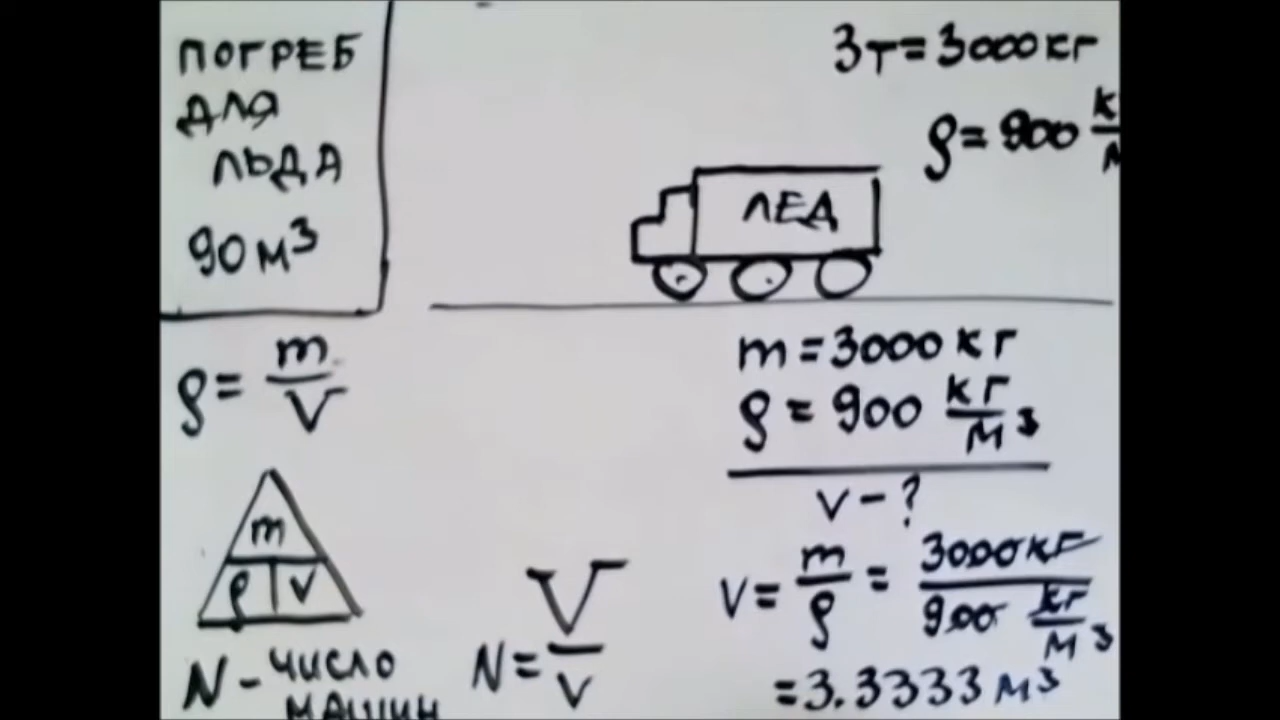 ПОГРЕБ
ДЛЯ
ЛЬДА
90 м³
3т = 3000 кг
ρ = 900 к/м
ЛЕД
ρ = m/V
m
ρ | V
N - число
машин
N = V/v
m = 3000 кг
ρ = 900 кг/м³
v - ?
v = m/ρ = 3000 кг / 900 кг/м³
= 3.3333 м³